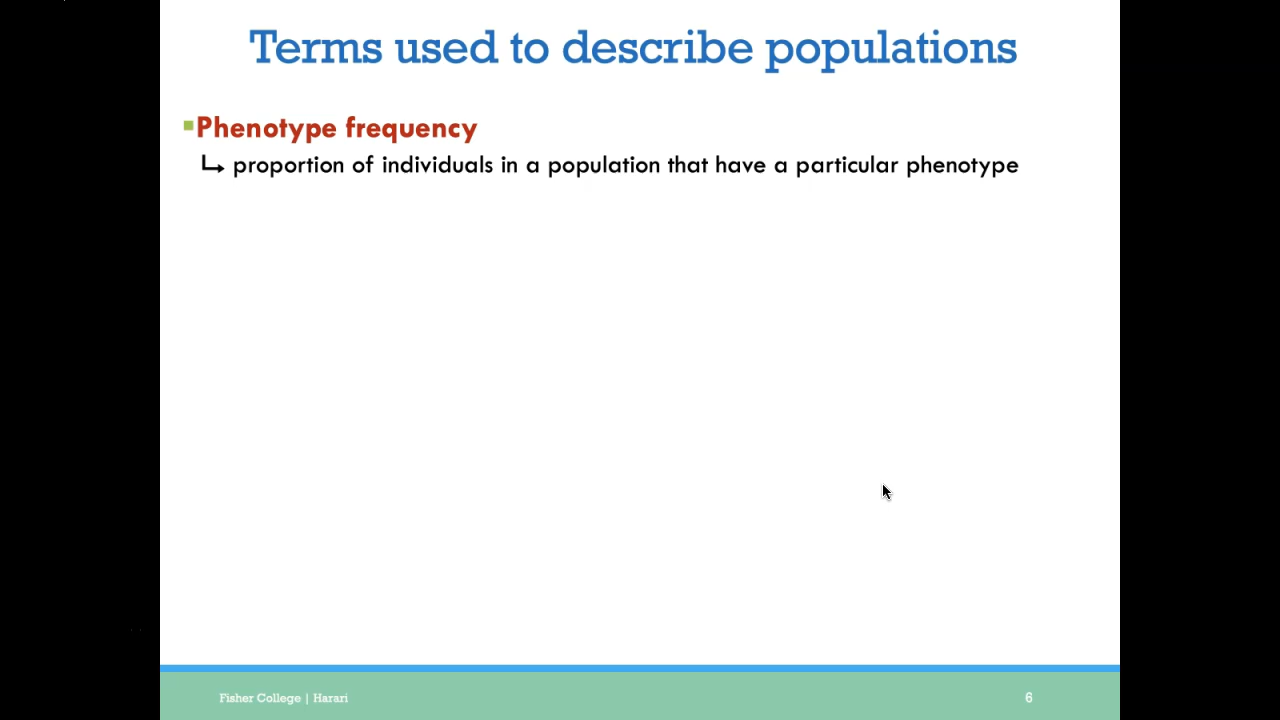 Terms used to describe populations
Phenotype frequency
↳ proportion of individuals in a population that have a particular phenotype
Fisher College | Harari
6